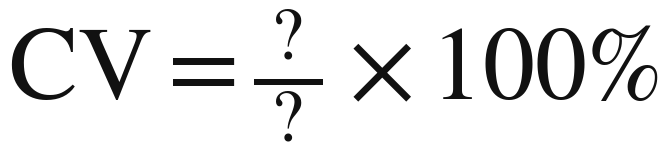 CV = ? / ? × 100%